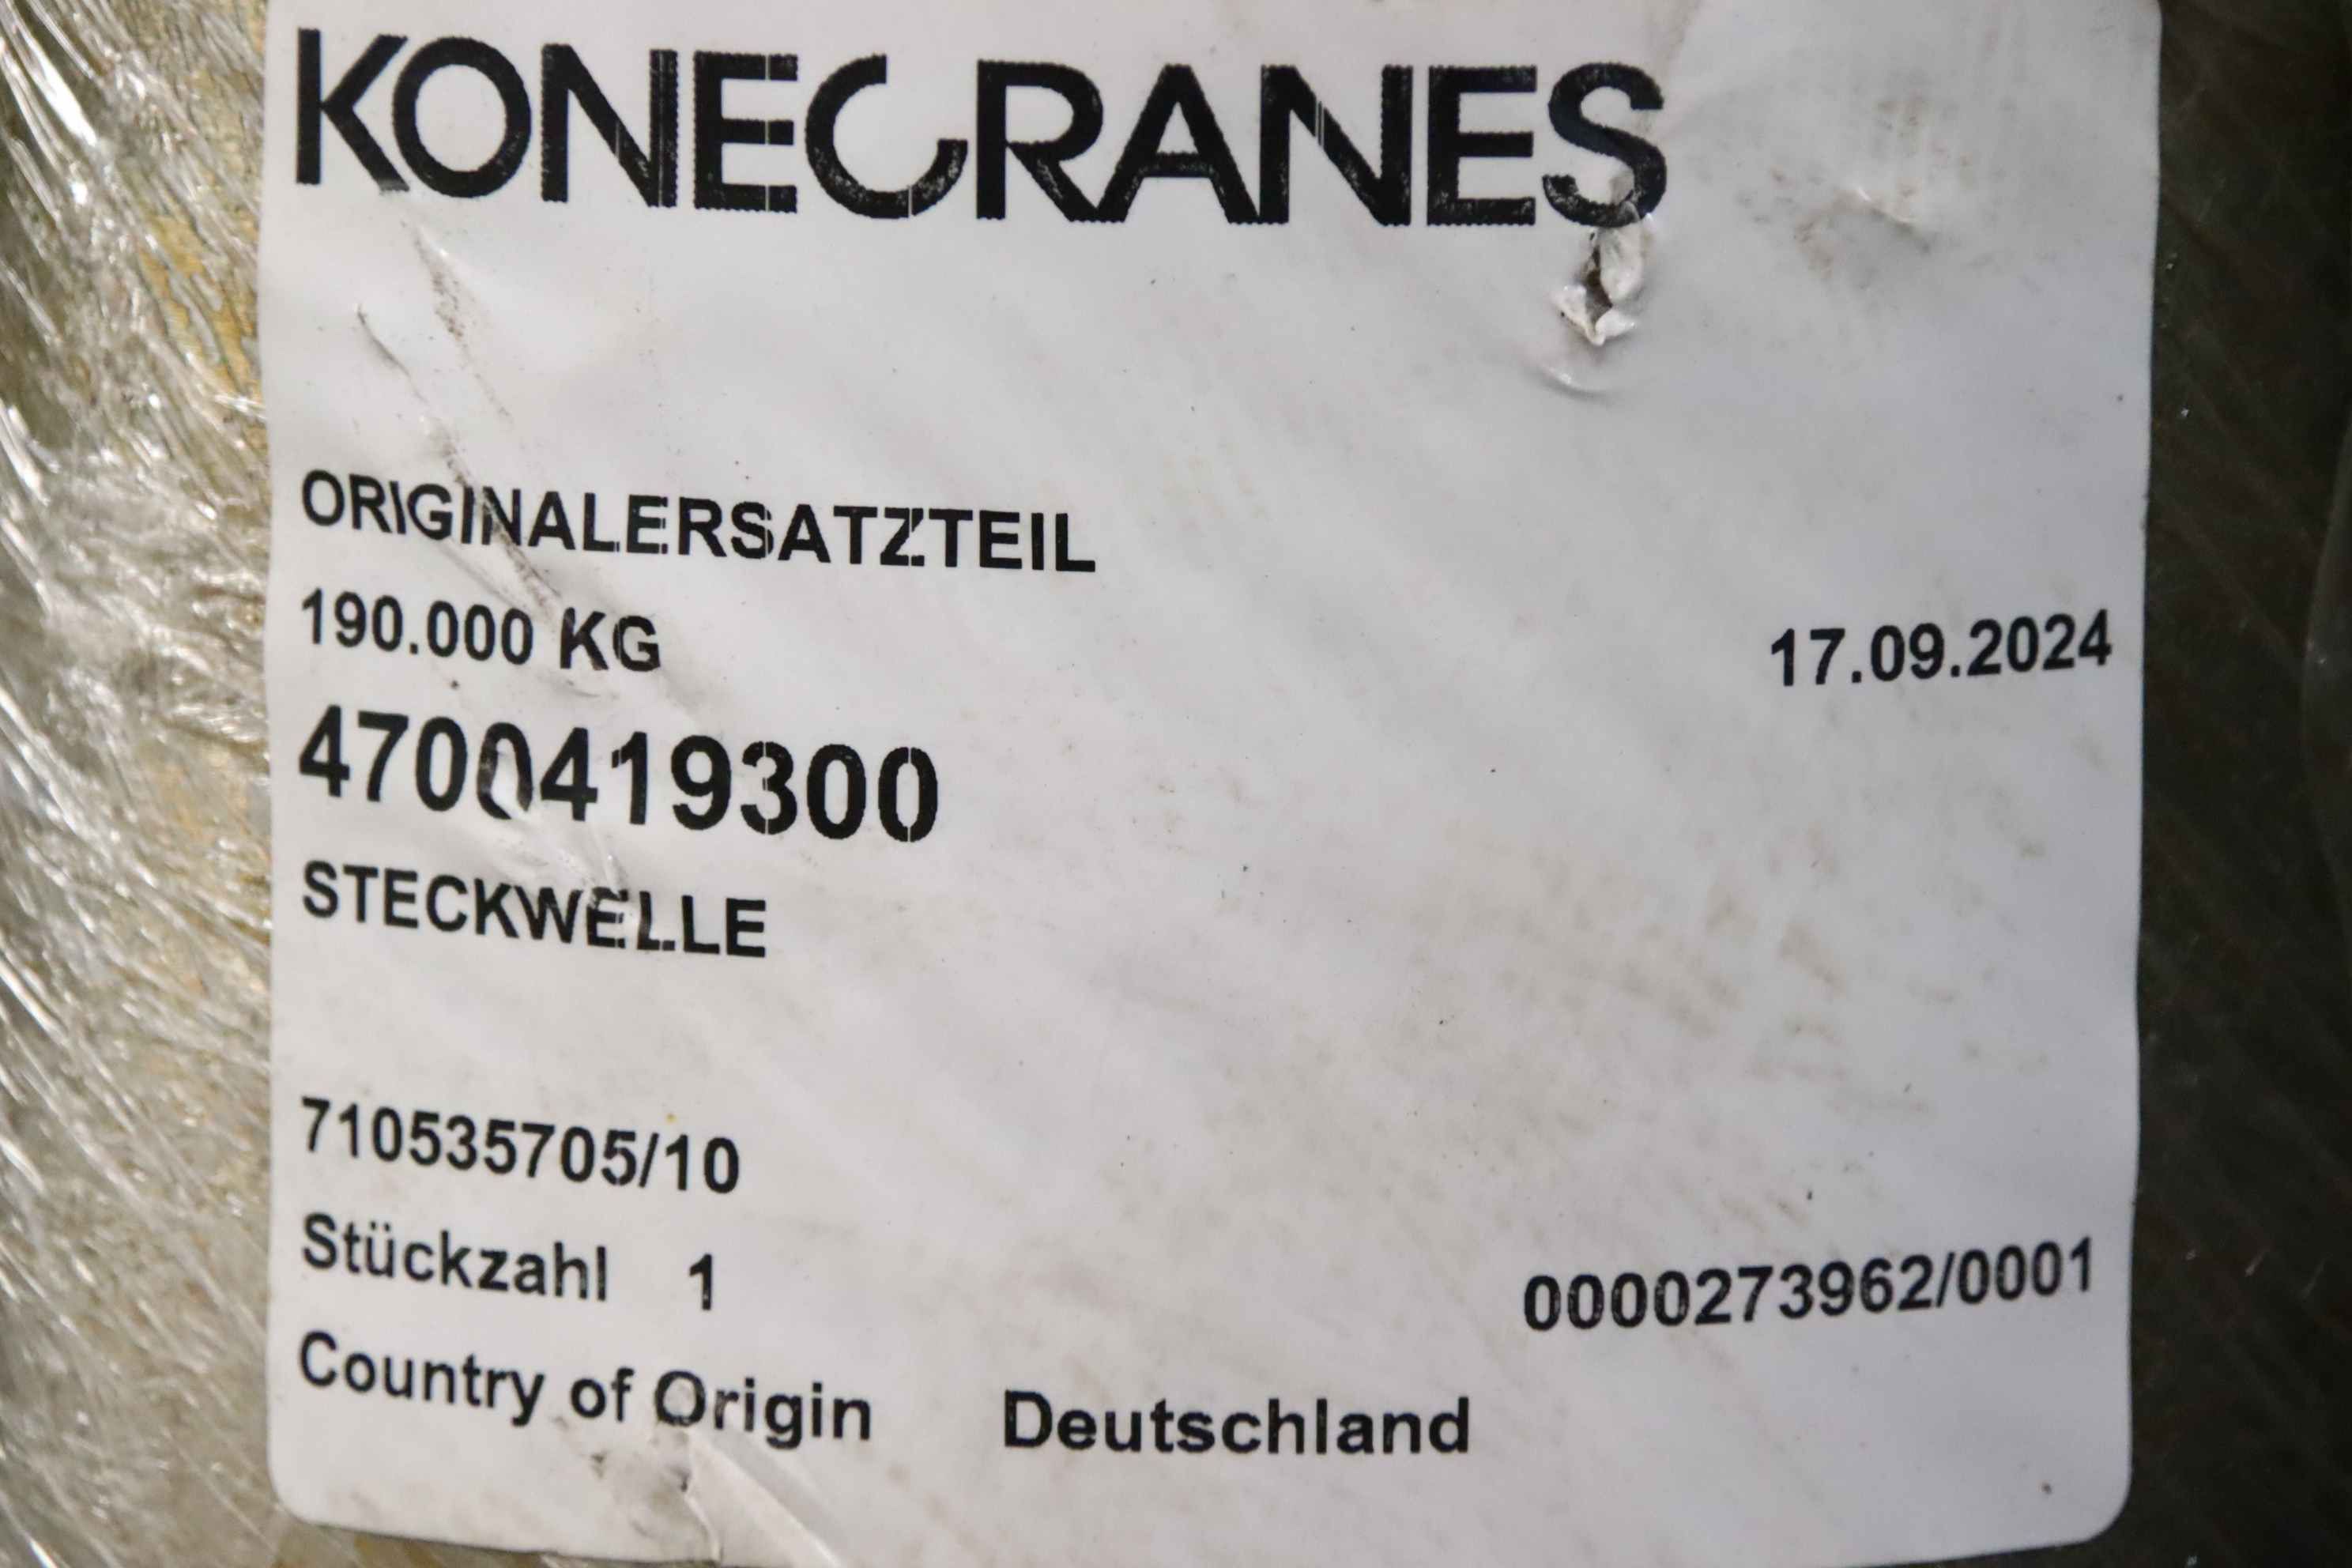 KONECRANES
ORIGINALERSATZTEIL
190.000 KG
17.09.2024
4700419300
STECKWELLE
710535705/10
Stückzahl 1
0000273962/0001
Country of Origin Deutschland